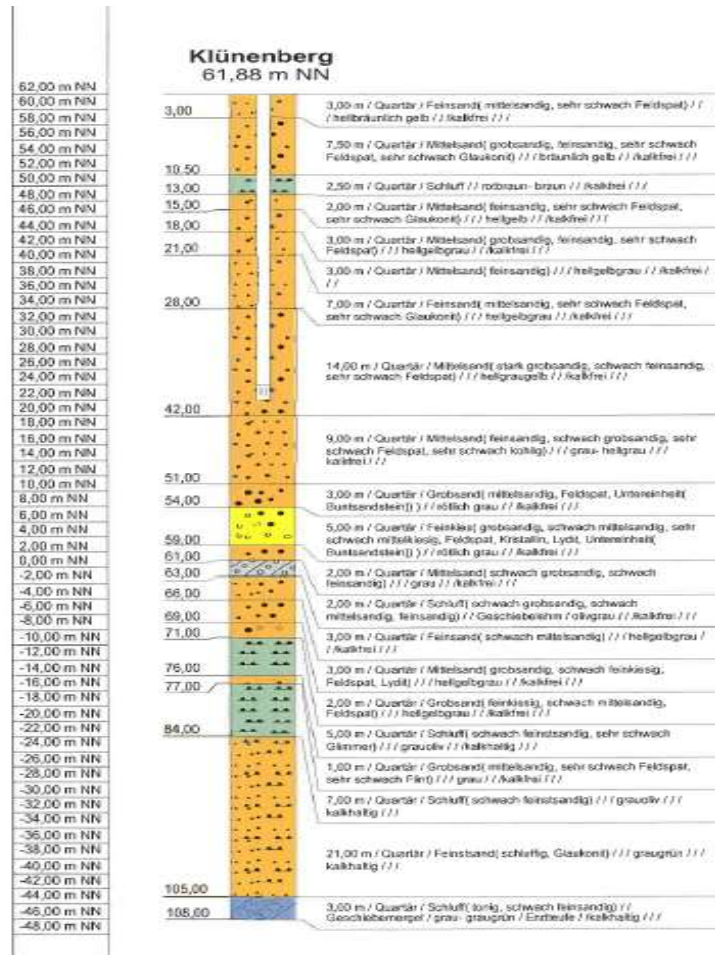 Klünenberg
61,88 m NN
62,00 m NN
60,00 m NN
58,00 m NN
56,00 m NN
54,00 m NN
52,00 m NN
50,00 m NN
48,00 m NN
46,00 m NN
44,00 m NN
42,00 m NN
40,00 m NN
38,00 m NN
36,00 m NN
34,00 m NN
32,00 m NN
30,00 m NN
28,00 m NN
26,00 m NN
24,00 m NN
22,00 m NN
20,00 m NN
18,00 m NN
16,00 m NN
14,00 m NN
12,00 m NN
10,00 m NN
8,00 m NN
6,00 m NN
4,00 m NN
2,00 m NN
0,00 m NN
-2,00 m NN
-4,00 m NN
-6,00 m NN
-8,00 m NN
-10,00 m NN
-12,00 m NN
-14,00 m NN
-16,00 m NN
-18,00 m NN
-20,00 m NN
-22,00 m NN
-24,00 m NN
-26,00 m NN
-28,00 m NN
-30,00 m NN
-32,00 m NN
-34,00 m NN
-36,00 m NN
-38,00 m NN
-40,00 m NN
-42,00 m NN
-44,00 m NN
-46,00 m NN
-48,00 m NN
3,00
10,50
13,00
15,00
18,00
21,00
28,00
42,00
51,00
54,00
59,00
61,00
63,00
66,00
69,00
71,00
76,00
77,00
84,00
105,00
108,00
3,00 m / Quartär / Feinsand( mittelsandig, sehr schwach Feldspat) / /
/ hellbräunlich gelb / / /kalkfrei / / /
7,50 m / Quartär / Mittelsand( grobsandig, feinsandig, sehr schwach
Feldspat, sehr schwach Glaukonit) / / / bräunlich gelb / / /kalkfrei / / /
2,50 m / Quartär / Schluff / / rotbraun- braun / / /kalkfrei / / /
2,00 m / Quartär / Mittelsand( feinsandig, sehr schwach Feldspat,
sehr schwach Glaukonit) / / / hellgelb / / /kalkfrei / / /
3,00 m / Quartär / Mittelsand( grobsandig, feinsandig, sehr schwach
Feldspat) / / / hellgelbgrau / / /kalkfrei / / /
3,00 m / Quartär / Mittelsand( feinsandig) / / / hellgelbgrau / / /kalkfrei /
/ /
7,00 m / Quartär / Feinsand( mittelsandig, sehr schwach Feldspat,
sehr schwach Glaukonit) / / / hellgelbgrau / / /kalkfrei / / /
14,00 m / Quartär / Mittelsand( stark grobsandig, schwach feinsandig,
sehr schwach Feldspat) / / / hellgraugelb / / /kalkfrei / / /
9,00 m / Quartär / Mittelsand( feinsandig, schwach grobsandig, sehr
schwach Feldspat, sehr schwach kohlig) / / / grau- hellgrau / / /
kalkfrei / / /
3,00 m / Quartär / Grobsand( mittelsandig, Feldspat, Untereinheit(
Buntsandstein()) ) / / rötlich grau / / /kalkfrei / / /
5,00 m / Quartär / Feinkies( grobsandig, schwach mittelsandig, sehr
schwach mittelkiesig, Feldspat, Kristallin, Lydit, Untereinheit(
Buntsandstein()) ) / / rötlich grau / / /kalkfrei / / /
2,00 m / Quartär / Mittelsand( schwach grobsandig, schwach
feinsandig) / / / grau / / /kalkfrei / / /
2,00 m / Quartär / Schluff( schwach grobsandig, schwach
mittelsandig, feinsandig) / / Geschiebelehm / olivgrau / / /kalkfrei / / /
3,00 m / Quartär / Feinsand( schwach mittelsandig) / / / hellgelbgrau /
/ /kalkfrei / / /
3,00 m / Quartär / Mittelsand( grobsandig, schwach feinkiesig,
Feldspat, Lydit) / / / hellgelbgrau / / /kalkfrei / / /
2,00 m / Quartär / Grobsand( feinkiesig, schwach mittelsandig,
Feldspat) / / / hellgelbgrau / / /kalkfrei / / /
5,00 m / Quartär / Schluff( schwach feinstsandig, sehr schwach
Glimmer) / / / grauoliv / / /kalkhaltig / / /
1,00 m / Quartär / Grobsand( mittelsandig, sehr schwach Feldspat,
sehr schwach Flint) / / / grau / / /kalkfrei / / /
7,00 m / Quartär / Schluff( schwach feinstsandig) / / / grauoliv / / /
kalkhaltig / / /
21,00 m / Quartär / Feinstsand( schluffig, Glaukonit) / / / graugrün / / /
kalkhaltig / / /
3,00 m / Quartär / Schluff( tonig, schwach feinsandig) / /
Geschiebemergel / grau- graugrün / Endteufe / /kalkhaltig / / /